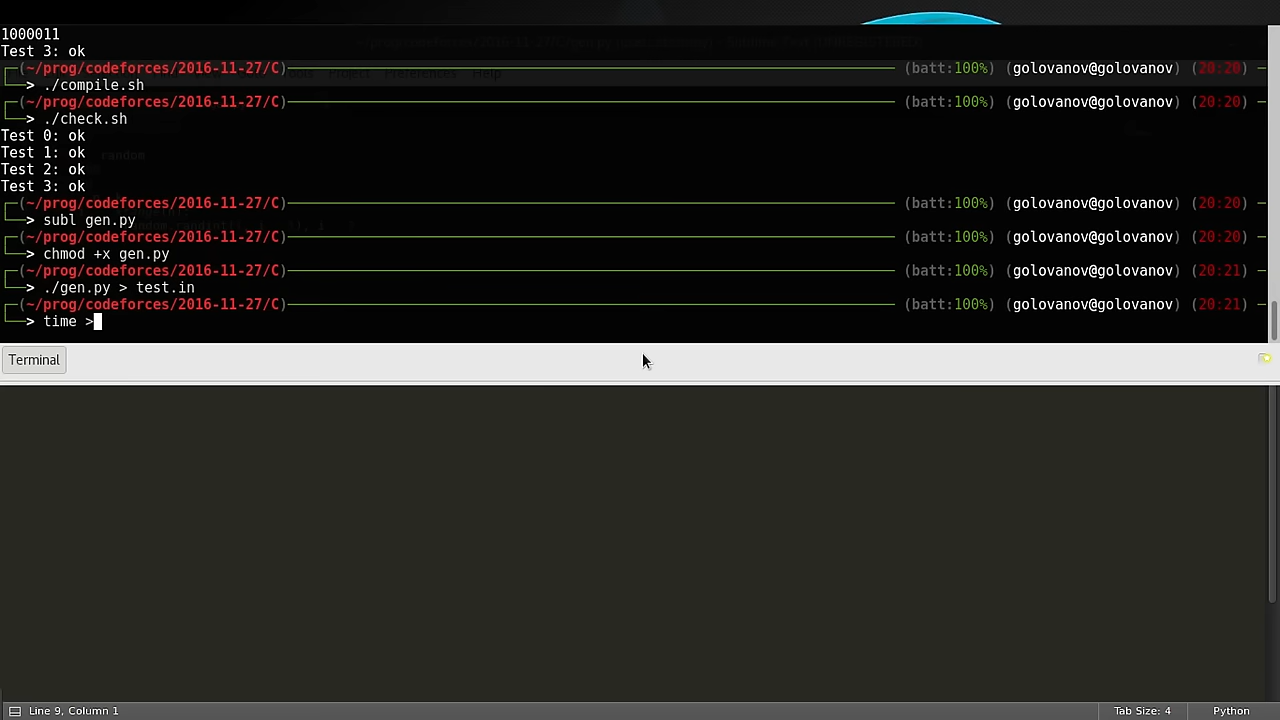 1000011
Test 3: ok
(~/prog/codeforces/2016-11-27/C) (batt:100%) (golovanov@golovanov) (20:20)
> ./compile.sh
(~/prog/codeforces/2016-11-27/C) (batt:100%) (golovanov@golovanov) (20:20)
> ./check.sh
Test 0: ok
Test 1: ok
Test 2: ok
Test 3: ok
(~/prog/codeforces/2016-11-27/C) (batt:100%) (golovanov@golovanov) (20:20)
> subl gen.py
(~/prog/codeforces/2016-11-27/C) (batt:100%) (golovanov@golovanov) (20:20)
> chmod +x gen.py
(~/prog/codeforces/2016-11-27/C) (batt:100%) (golovanov@golovanov) (20:21)
> ./gen.py > test.in
(~/prog/codeforces/2016-11-27/C) (batt:100%) (golovanov@golovanov) (20:21)
> time >
Terminal
Line 9, Column 1 Tab Size: 4 Python